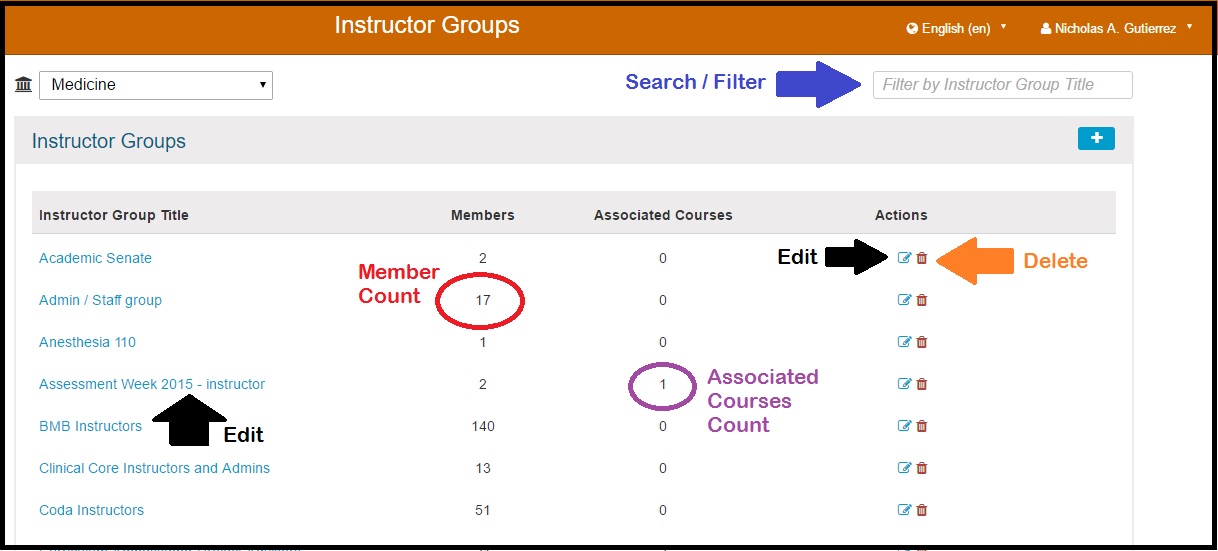 Instructor Groups
English (en)
Nicholas A. Gutierrez
Medicine
Search / Filter
Filter by Instructor Group Title
Instructor Groups
+
Instructor Group Title Members Associated Courses Actions
Academic Senate 2 0 Edit Delete
Member
Count
Admin / Staff group 17 0
Anesthesia 110 1 0
Assessment Week 2015 - instructor 2 1
Associated
Courses
Count
BMB Instructors 140 0
Edit
Clinical Core Instructors and Admins 13 0
Coda Instructors 51 0